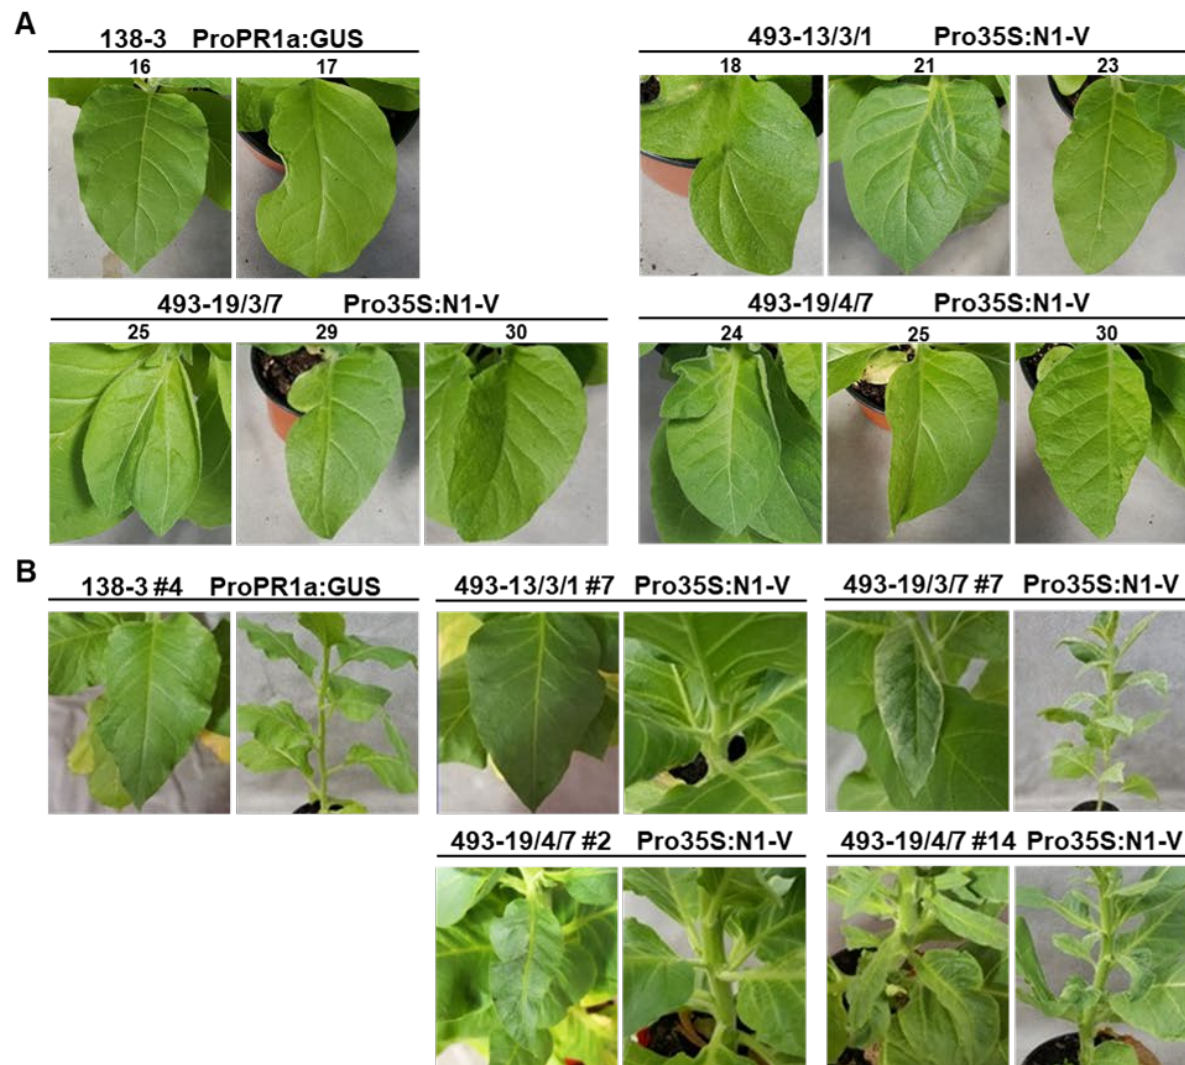 A
138-3 ProPR1a:GUS
16 17
493-13/3/1 Pro35S:N1-V
18 21 23
493-19/3/7 Pro35S:N1-V
25 29 30
493-19/4/7 Pro35S:N1-V
24 25 30
B
138-3 #4 ProPR1a:GUS
493-13/3/1 #7 Pro35S:N1-V
493-19/3/7 #7 Pro35S:N1-V
493-19/4/7 #2 Pro35S:N1-V
493-19/4/7 #14 Pro35S:N1-V